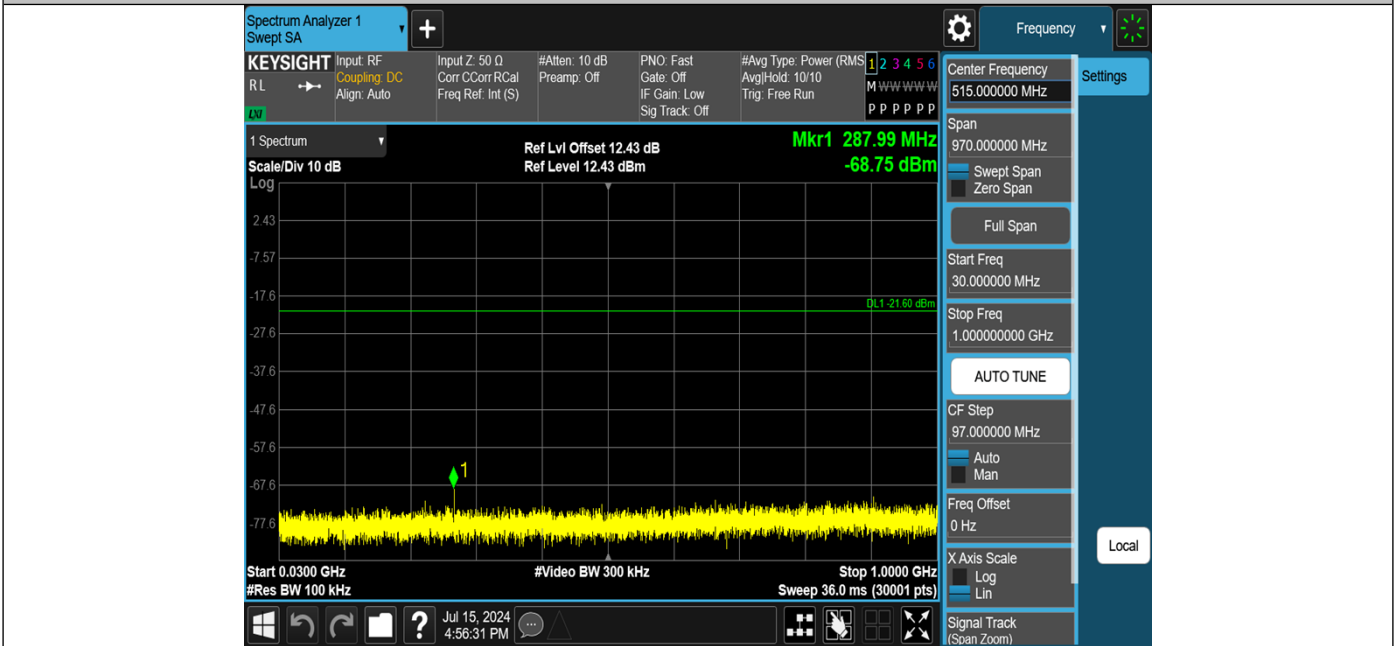 Spectrum Analyzer 1
Swept SA
+
Frequency
KEYSIGHT
RL
LXI
Input: RF
Coupling: DC
Align: Auto
Input Z: 50 Ω
Corr CCorr RCal
Freq Ref: Int (S)
#Atten: 10 dB
Preamp: Off
PNO: Fast
Gate: Off
IF Gain: Low
Sig Track: Off
#Avg Type: Power (RMS
Avg|Hold: 10/10
Trig: Free Run
1 2 3 4 5 6
M W W W W W
P P P P P P
1 Spectrum
Scale/Div 10 dB
Log
Ref Lvl Offset 12.43 dB
Ref Level 12.43 dBm
Mkr1 287.99 MHz
-68.75 dBm
2.43
-7.57
-17.6
DL1 -21.60 dBm
-27.6
-37.6
-47.6
-57.6
1
-67.6
-77.6
Start 0.0300 GHz
#Res BW 100 kHz
#Video BW 300 kHz
Stop 1.0000 GHz
Sweep 36.0 ms (30001 pts)
?
Jul 15, 2024
4:56:31 PM
Center Frequency
515.000000 MHz
Settings
Span
970.000000 MHz
Swept Span
Zero Span
Full Span
Start Freq
30.000000 MHz
Stop Freq
1.000000000 GHz
AUTO TUNE
CF Step
97.000000 MHz
Auto
Man
Freq Offset
0 Hz
Local
X Axis Scale
Log
Lin
Signal Track
(Span Zoom)